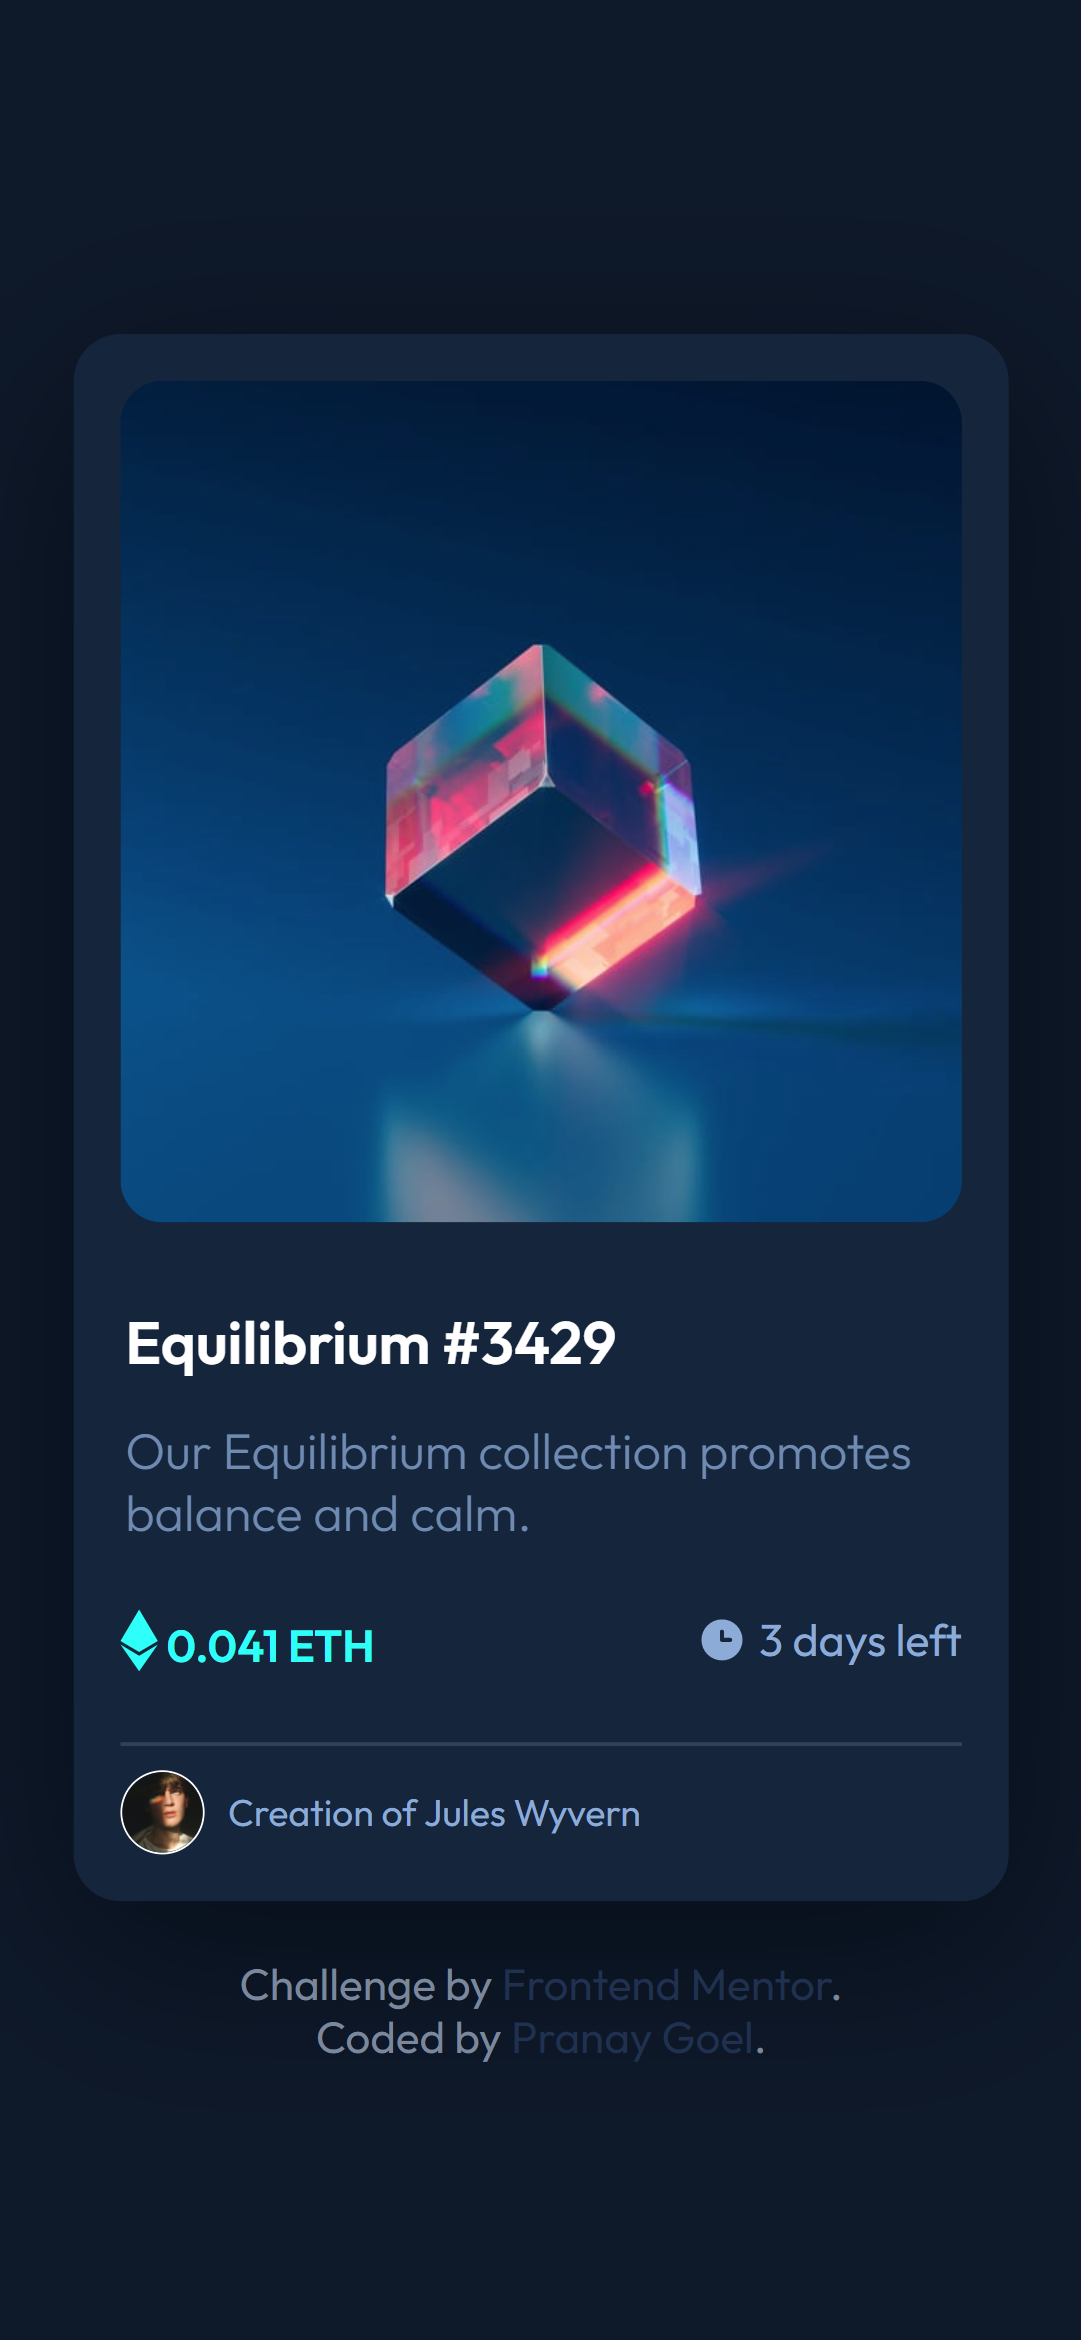 Equilibrium #3429
Our Equilibrium collection promotes
balance and calm.
0.041 ETH
3 days left
Creation of Jules Wyvern
Challenge by Frontend Mentor.
Coded by Pranay Goel.